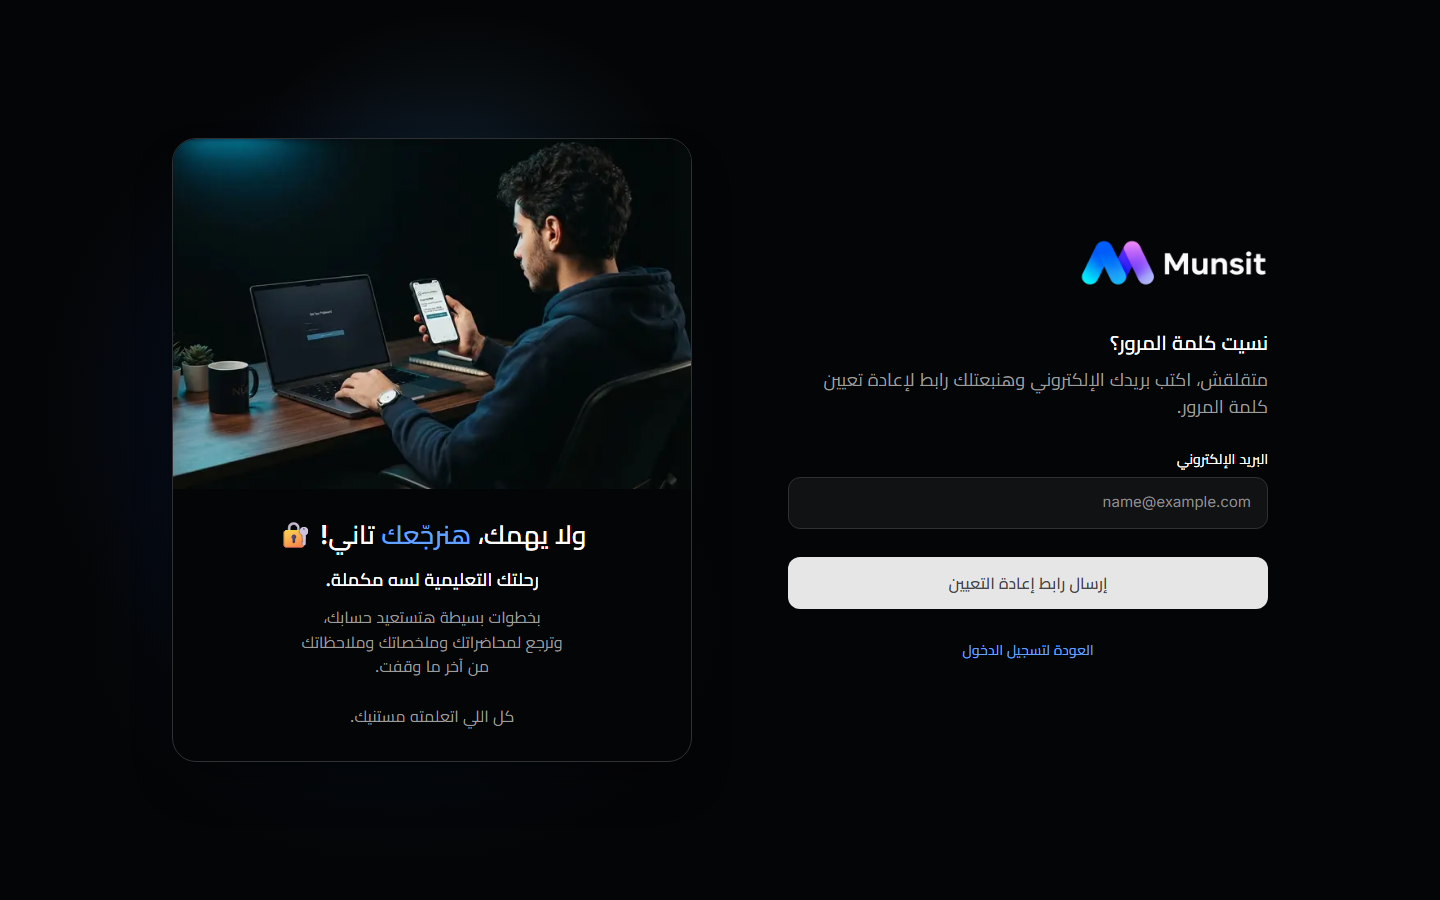 Munsit
نسيت كلمة المرور؟
متقلقش، اكتب بريدك الإلكتروني وهنبعتلك رابط لإعادة تعيين
كلمة المرور.
البريد الإلكتروني
name@example.com
إرسال رابط إعادة التعيين
العودة لتسجيل الدخول
ولا يهمك، هنرجّعك تاني! 🔐
رحلتك التعليمية لسه مكملة.
بخطوات بسيطة هتستعيد حسابك،
وترجع لمحاضراتك وملخصاتك وملاحظاتك
من آخر ما وقفت.
كل اللي اتعلمته مستنيك.